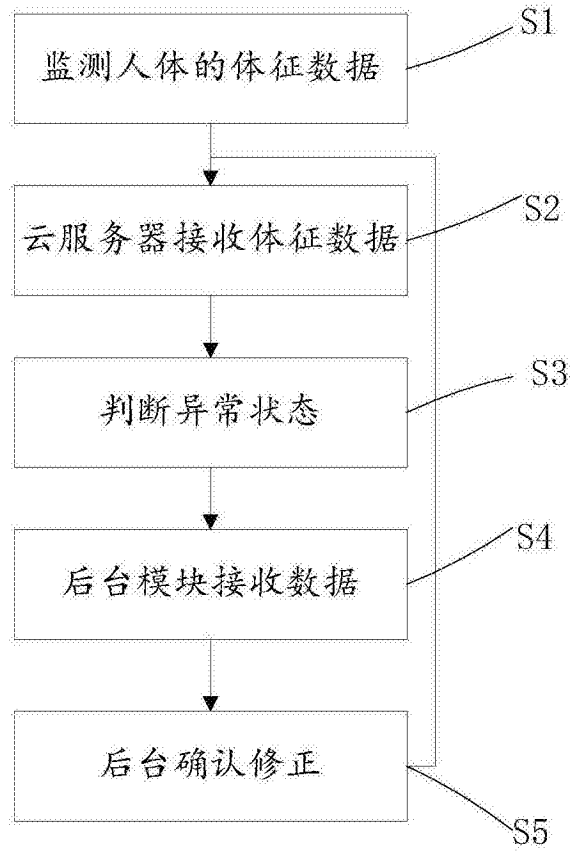 S1
监测人体的体征数据
S2
云服务器接收体征数据
S3
判断异常状态
S4
后台模块接收数据
后台确认修正
S5